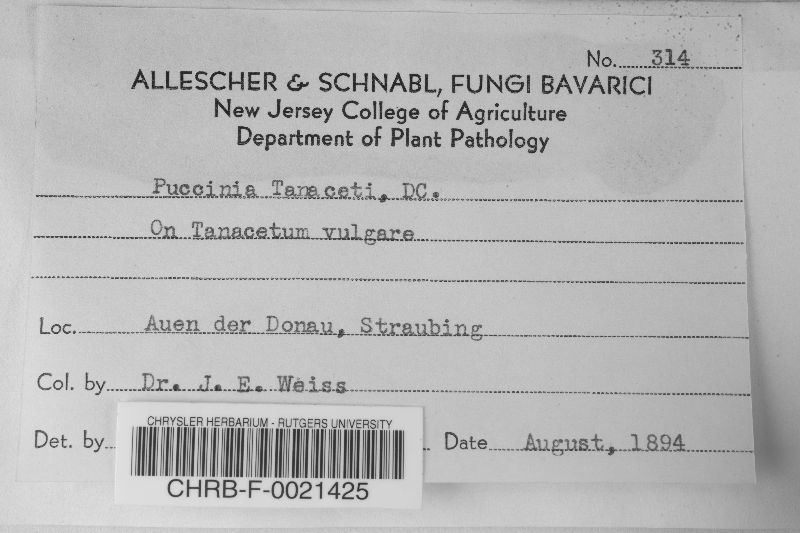 No. 314
ALLESCHER & SCHNABL, FUNGI BAVARICI
New Jersey College of Agriculture
Department of Plant Pathology
Puccinia Tanaceti, DC.
On Tanacetum vulgare
Loc. Auen der Donau, Straubing
Col. by Dr. J. E. Weiss
Det. by Date August, 1894
CHRYSLER HERBARIUM - RUTGERS UNIVERSITY
CHRB-F-0021425